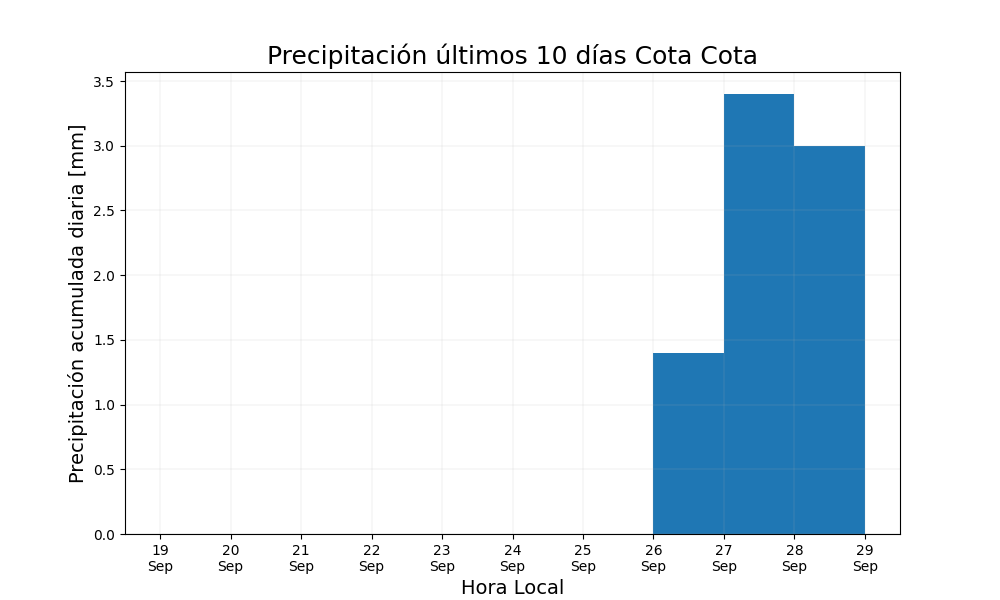 Precipitación últimos 10 días Cota Cota
Precipitación acumulada diaria [mm]
3.5
3.0
2.5
2.0
1.5
1.0
0.5
0.0
19 20 21 22 23 24 25 26 27 28 29
Sep Sep Sep Sep Sep Sep Sep Sep Sep Sep Sep
Hora Local